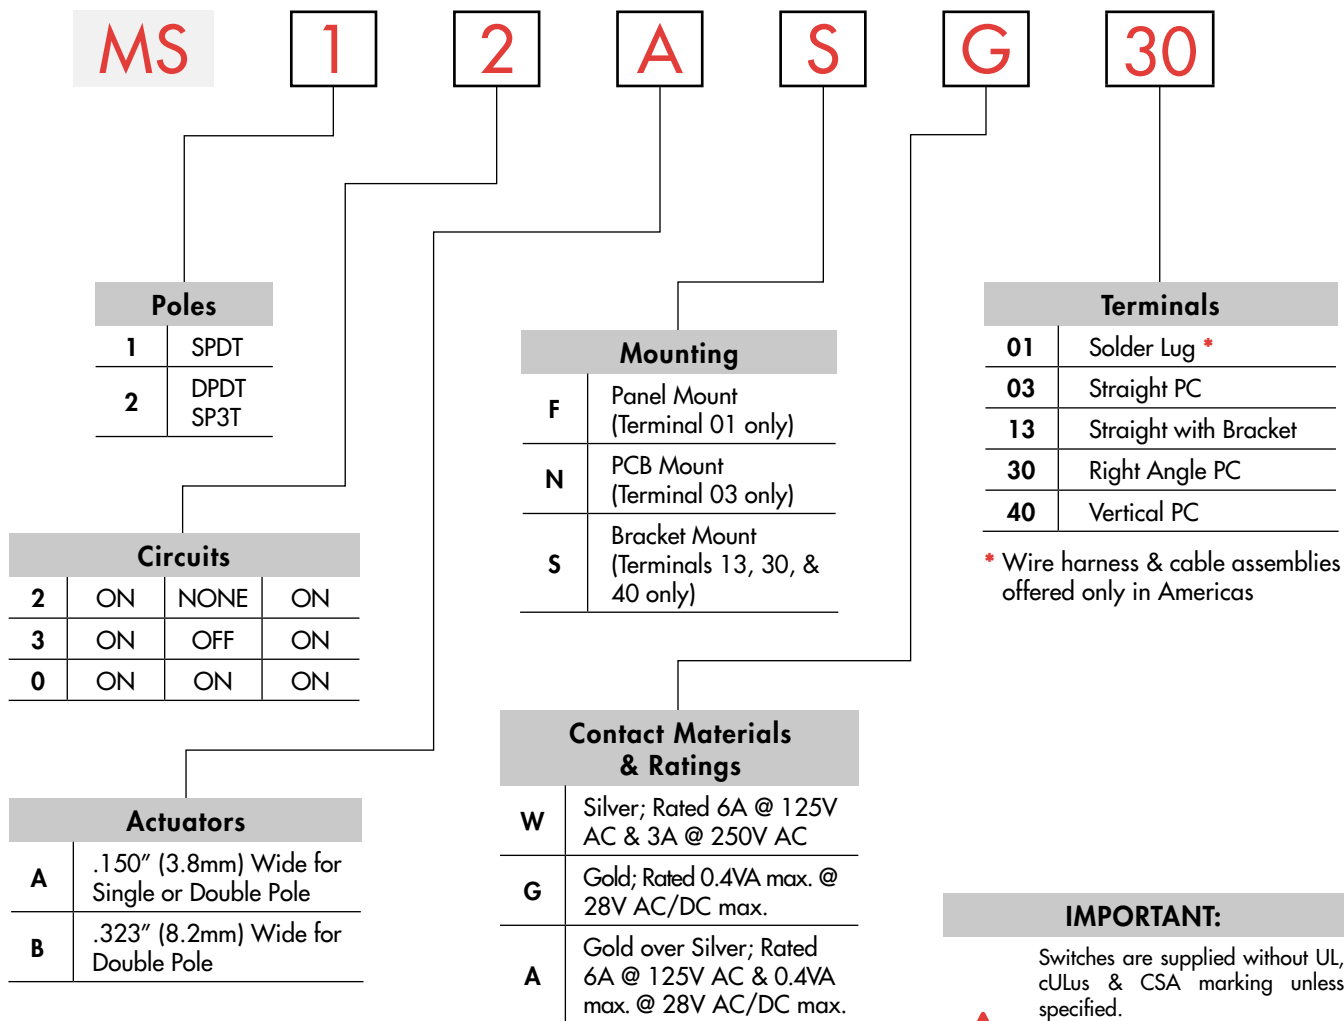 MS 1 2 A S G 30
Poles
1 SPDT
2 DPDT
SP3T
Circuits
2 ON NONE ON
3 ON OFF ON
0 ON ON ON
Actuators
A .150″ (3.8mm) Wide for
Single or Double Pole
B .323″ (8.2mm) Wide for
Double Pole
Mounting
F Panel Mount
(Terminal 01 only)
N PCB Mount
(Terminal 03 only)
S Bracket Mount
(Terminals 13, 30, &
40 only)
Contact Materials
& Ratings
W Silver; Rated 6A @ 125V
AC & 3A @ 250V AC
G Gold; Rated 0.4VA max. @
28V AC/DC max.
A Gold over Silver; Rated
6A @ 125V AC & 0.4VA
max. @ 28V AC/DC max.
Terminals
01 Solder Lug *
03 Straight PC
13 Straight with Bracket
30 Right Angle PC
40 Vertical PC
* Wire harness & cable assemblies
offered only in Americas
IMPORTANT:
Switches are supplied without UL,
cULus & CSA marking unless
specified.